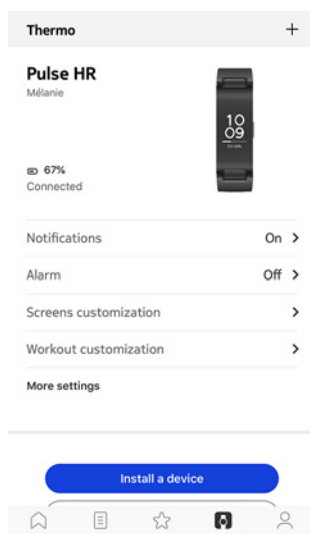 Thermo +
Pulse HR
Mélanie
10
09
67%
Connected
Notifications On
Alarm Off
Screens customization
Workout customization
More settings
Install a device